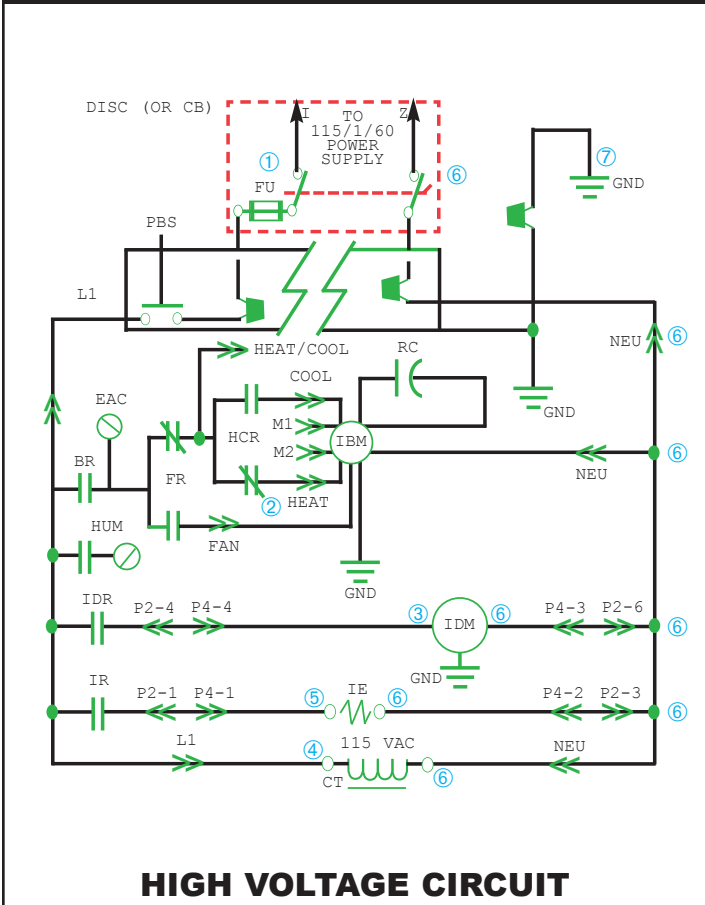 DISC (OR CB)
I
TO
Z
115/1/60
POWER
SUPPLY
①
FU
⑥
⑦
GND
PBS
L1
NEU
⑥
HEAT/COOL
RC
COOL
GND
EAC
M1
HCR
IBM
BR
FR
M2
⑥
NEU
②
HEAT
HUM
FAN
GND
IDR
P2-4
P4-4
③
IDM
⑥
P4-3
P2-6
⑥
GND
IR
P2-1
P4-1
⑤
IE
⑥
P4-2
P2-3
⑥
L1
④
115 VAC
NEU
CT
⑥
HIGH VOLTAGE CIRCUIT